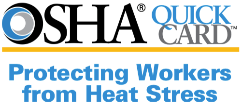 OSHA® QUICK
CARD™
Protecting Workers
from Heat Stress